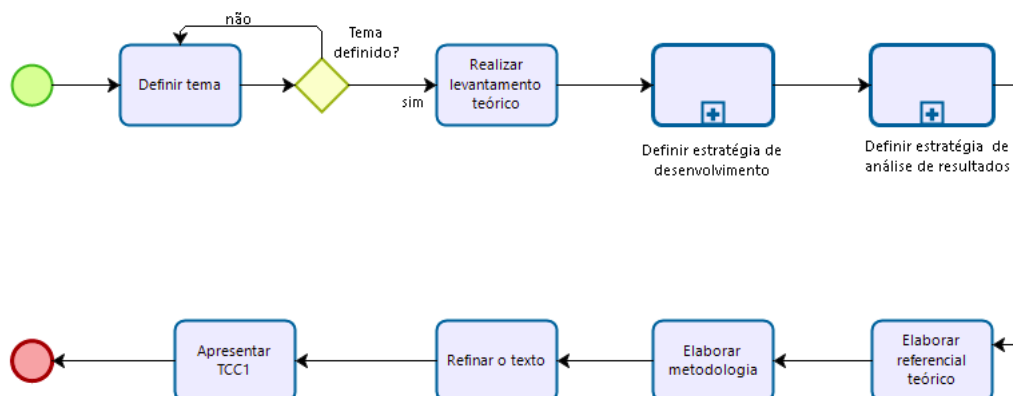 não
Tema
definido?
Definir tema
sim
Realizar
levantamento
teórico
Definir estratégia de
desenvolvimento
Definir estratégia de
análise de resultados
Apresentar
TCC1
Refinar o texto
Elaborar
metodologia
Elaborar
referencial
teórico